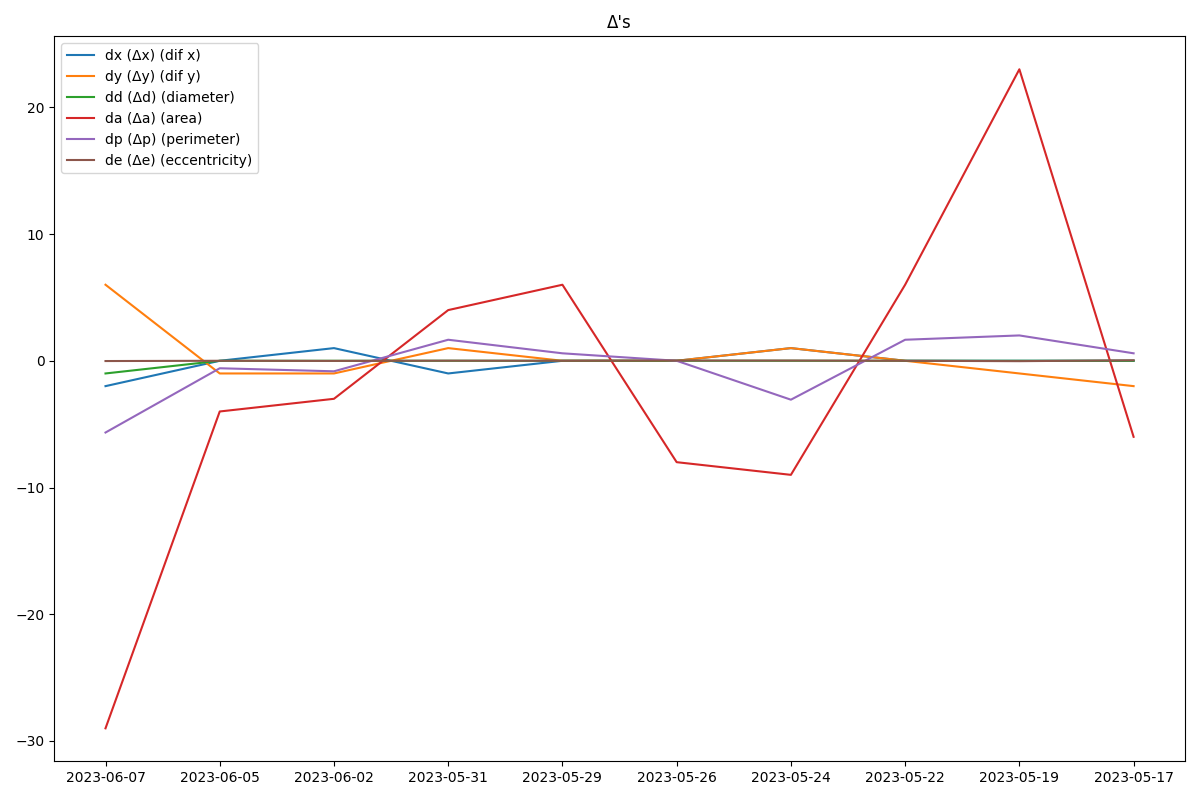 Δ's
dx (Δx) (dif x)
dy (Δy) (dif y)
dd (Δd) (diameter)
da (Δa) (area)
dp (Δp) (perimeter)
de (Δe) (eccentricity)
20
10
0
−10
−20
−30
2023-06-07 2023-06-05 2023-06-02 2023-05-31 2023-05-29 2023-05-26 2023-05-24 2023-05-22 2023-05-19 2023-05-17